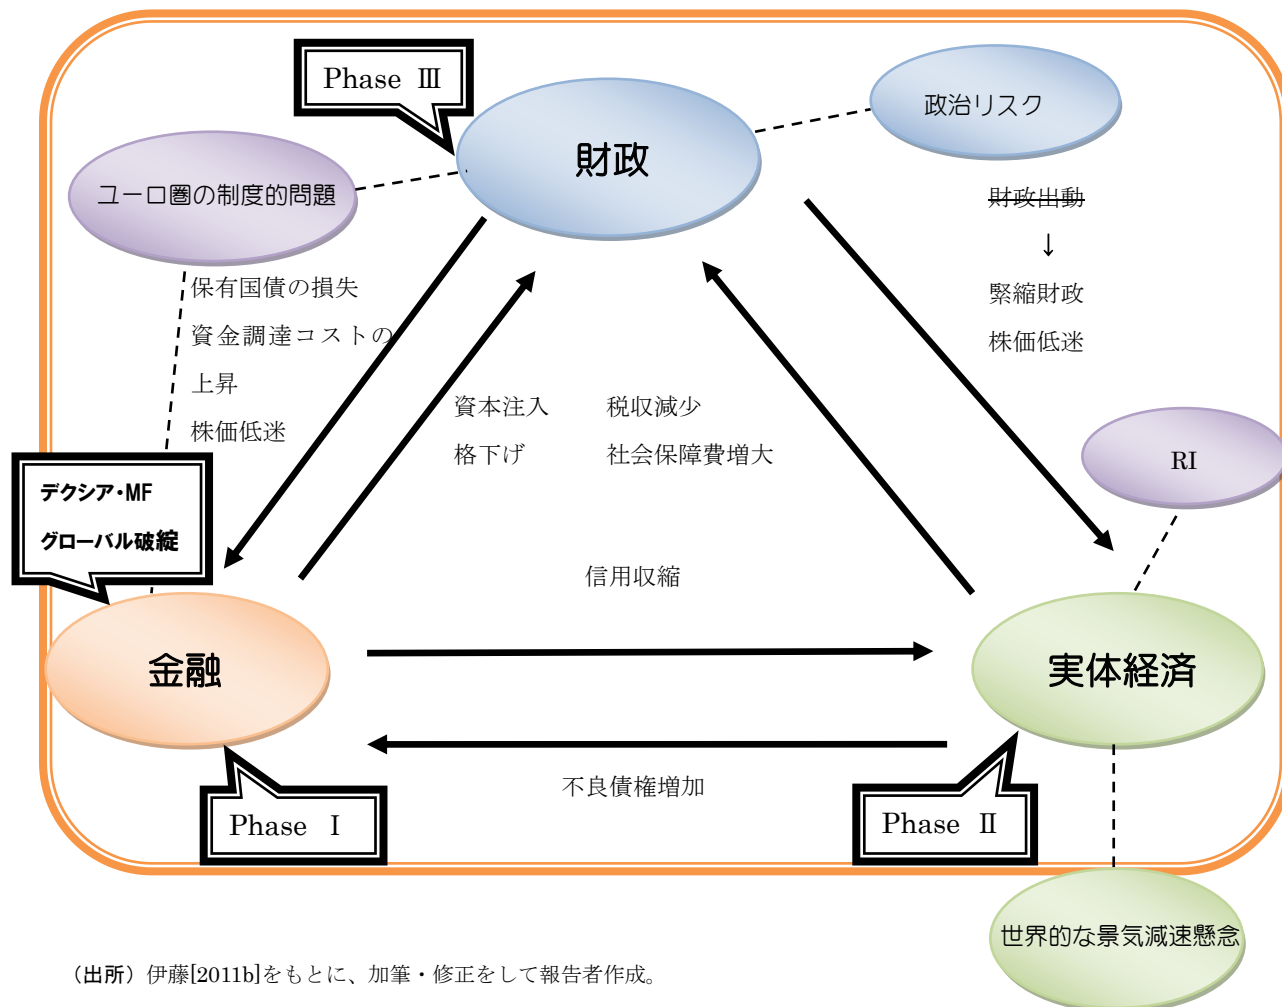 Phase Ⅲ
財政
政治リスク
ユーロ圏の制度的問題
財政出動
↓
緊縮財政
株価低迷
保有国債の損失
資金調達コストの
上昇
株価低迷
資本注入
格下げ
税収減少
社会保障費増大
RI
デクシア・MF
グローバル破綻
信用収縮
金融
実体経済
不良債権増加
Phase Ⅰ
Phase Ⅱ
世界的な景気減速懸念
（出所）伊藤[2011b]をもとに、加筆・修正をして報告者作成。